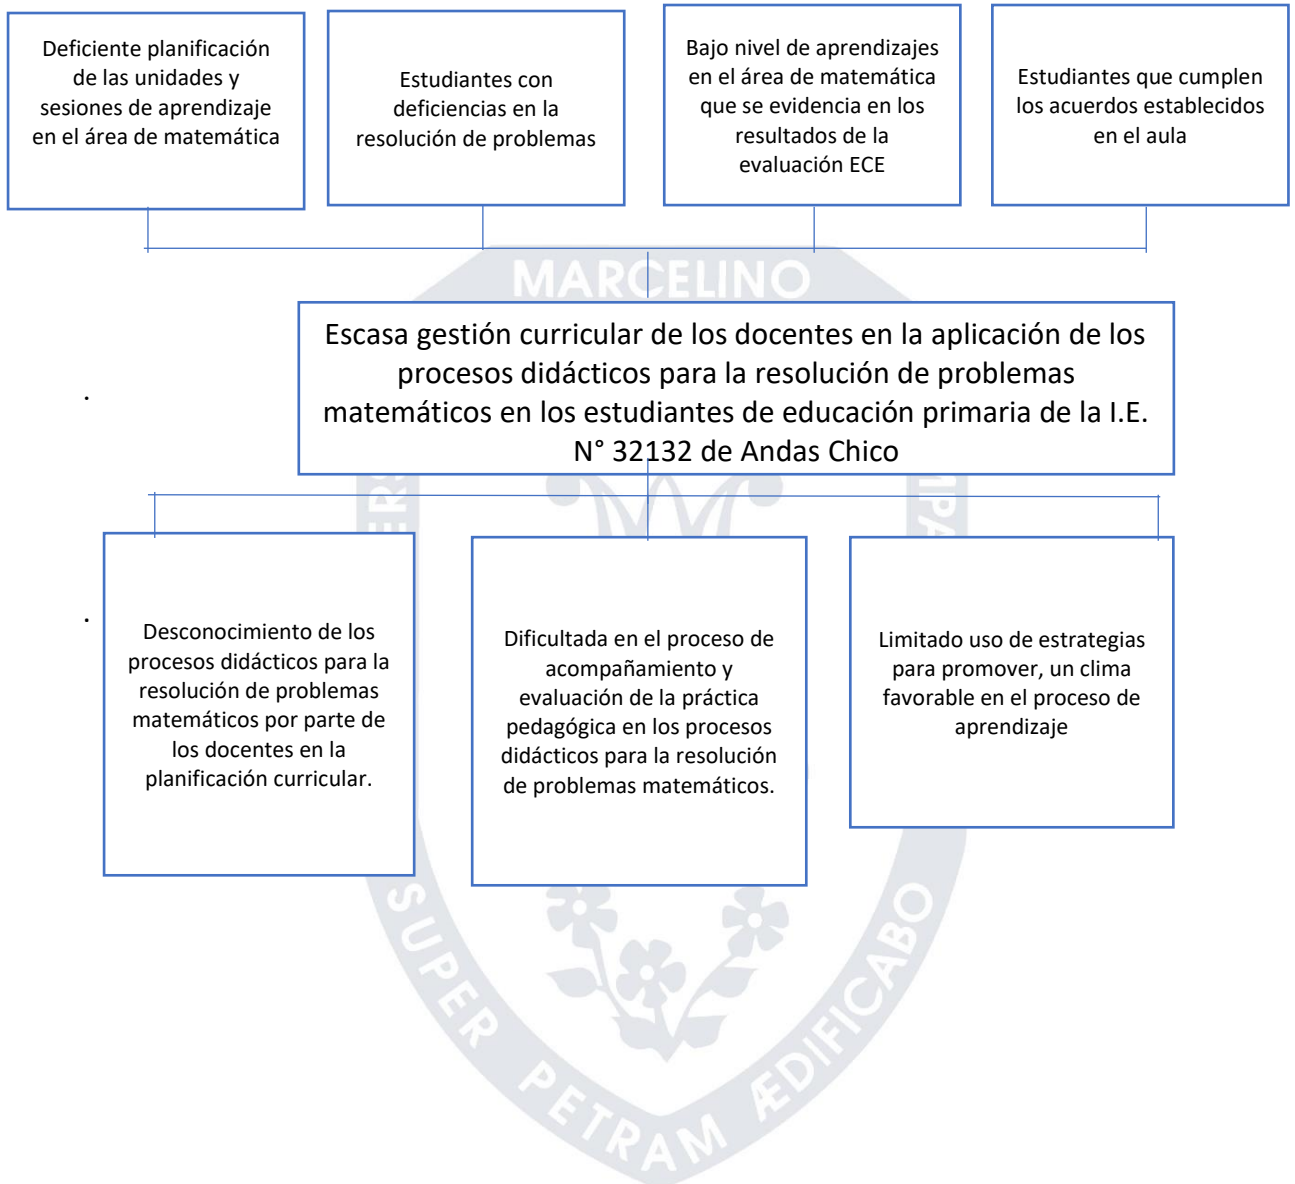 Deficiente planificación
de las unidades y
sesiones de aprendizaje
en el área de matemática
Estudiantes con
deficiencias en la
resolución de problemas
Bajo nivel de aprendizajes
en el área de matemática
que se evidencia en los
resultados de la
evaluación ECE
Estudiantes que cumplen
los acuerdos establecidos
en el aula
MARCELINO
Escasa gestión curricular de los docentes en la aplicación de los
procesos didácticos para la resolución de problemas
matemáticos en los estudiantes de educación primaria de la I.E.
N° 32132 de Andas Chico
.
.
Desconocimiento de los
procesos didácticos para la
resolución de problemas
matemáticos por parte de
los docentes en la
planificación curricular.
Dificultada en el proceso de
acompañamiento y
evaluación de la práctica
pedagógica en los procesos
didácticos para la resolución
de problemas matemáticos.
Limitado uso de estrategias
para promover, un clima
favorable en el proceso de
aprendizaje
SUPER PETRAM ÆDIFICABO